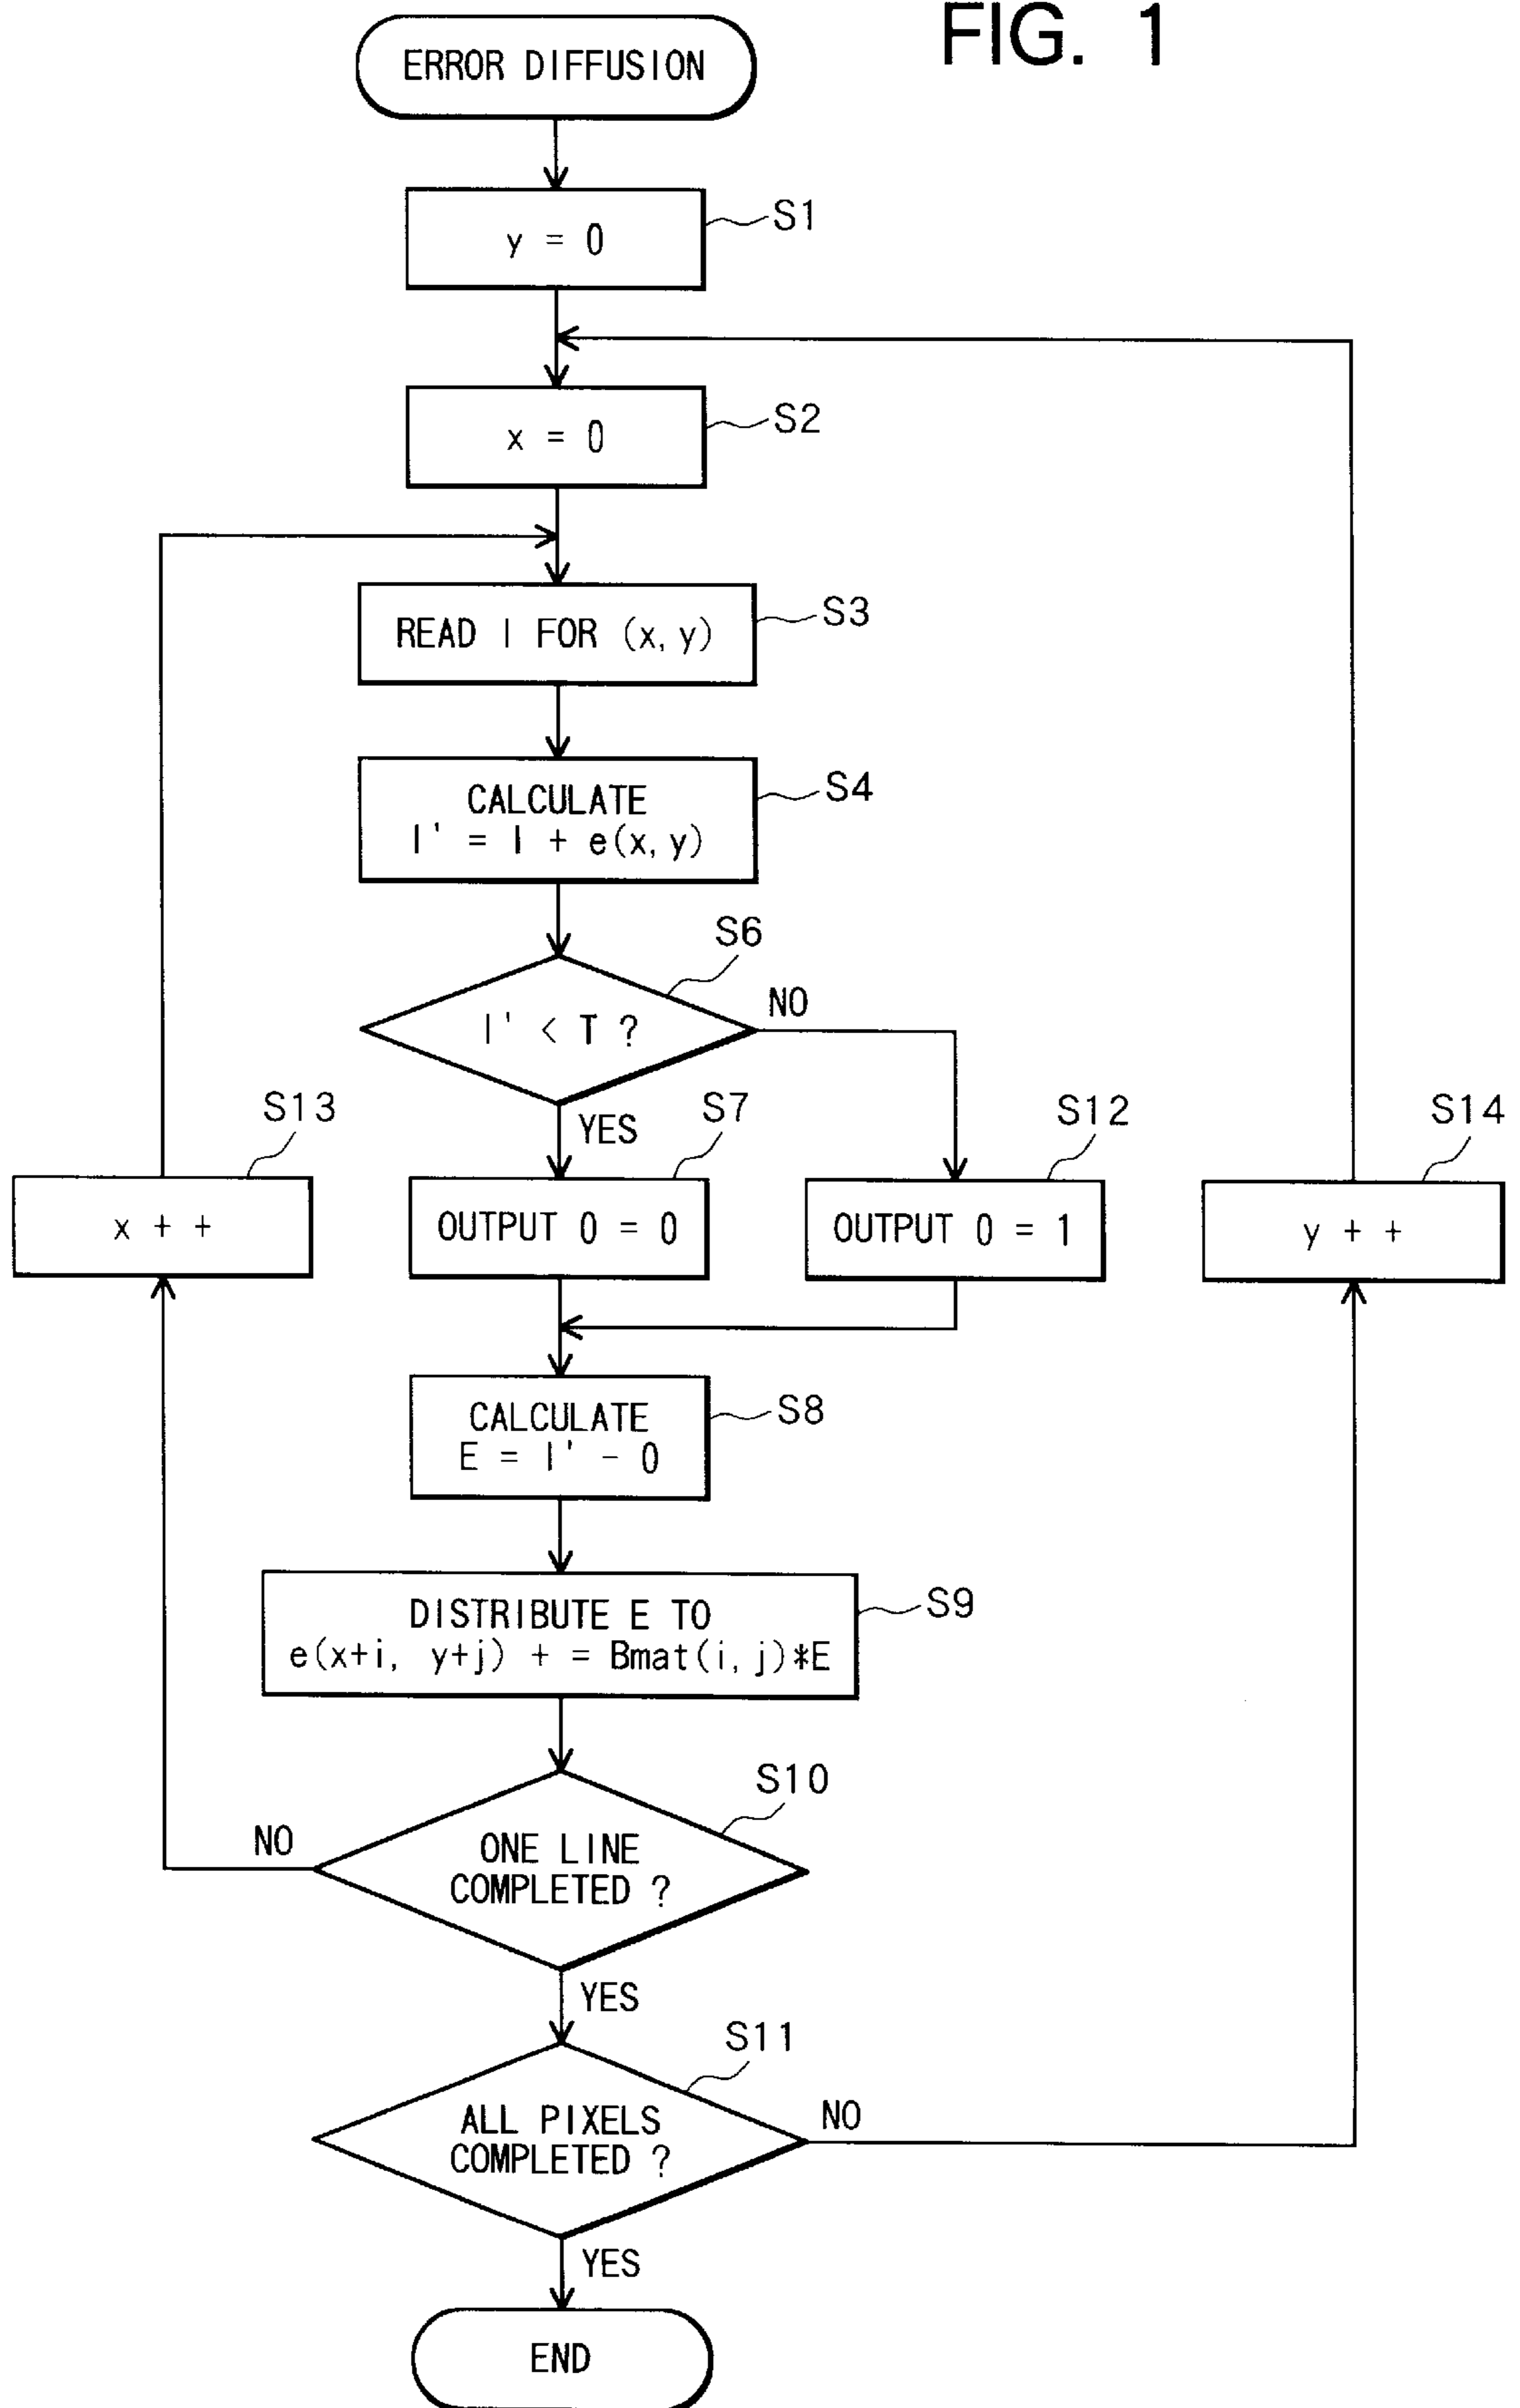 FIG. 1
ERROR DIFFUSION
y = 0
S1
x = 0
S2
READ I FOR (x, y)
S3
CALCULATE
I' = I + e(x, y)
S4
S6
I' < T ?
NO
YES
S13
x + +
S7
OUTPUT O = 0
S12
OUTPUT O = 1
S14
y + +
CALCULATE
E = I' - O
S8
DISTRIBUTE E TO
e(x+i, y+j) + = Bmat(i, j)*E
S9
S10
ONE LINE
COMPLETED ?
NO
YES
S11
ALL PIXELS
COMPLETED ?
NO
YES
END